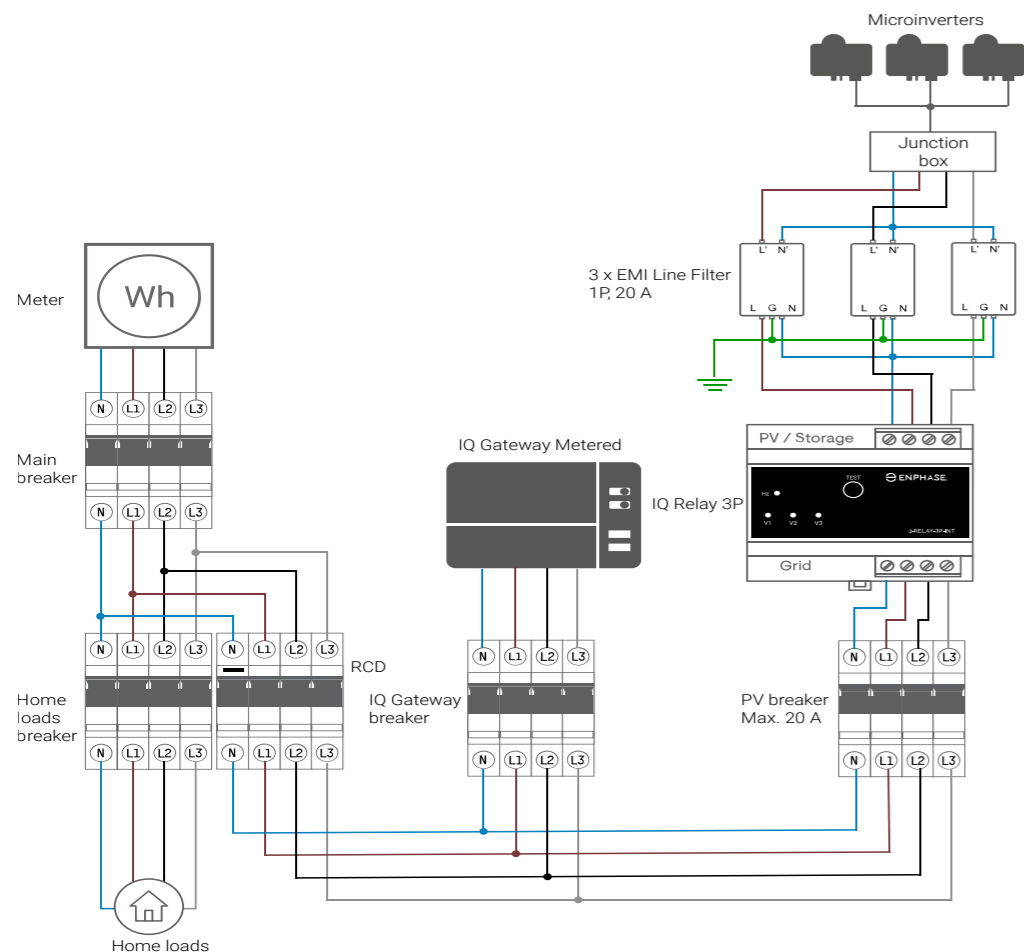 Microinverters
Junction
box
L' N'
L' N'
L' N'
3 x EMI Line Filter
1P, 20 A
L G N
L G N
L G N
Meter
Wh
N L1 L2 L3
Main
breaker
N L1 L2 L3
IQ Gateway Metered
IQ Relay 3P
PV / Storage
TEST
ENPHASE
V1 V2 V3
Grid
N L1 L2 L3
N L1 L2 L3
RCD
Home
loads
breaker
N L1 L2 L3
N L1 L2 L3
N L1 L2 L3
IQ Gateway
breaker
N L1 L2 L3
N L1 L2 L3
PV breaker
Max. 20 A
N L1 L2 L3
Home loads